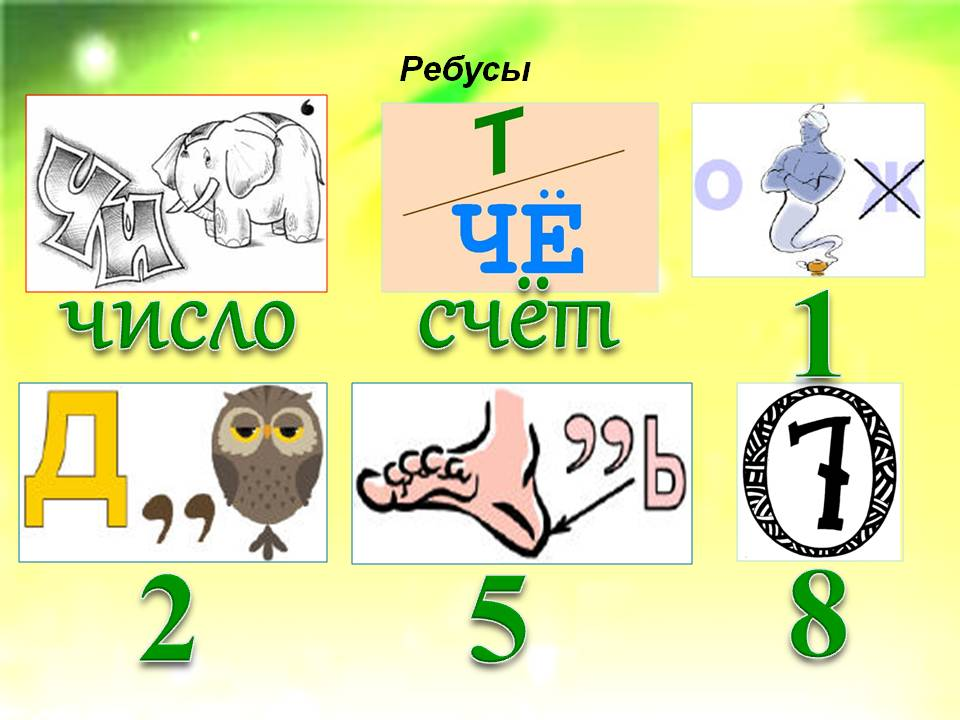 Ребусы
ЧИ ‘
Т
ЧЁ
О Ж
число
счёт
1
Д ,,
,, Ь
7
2
5
8